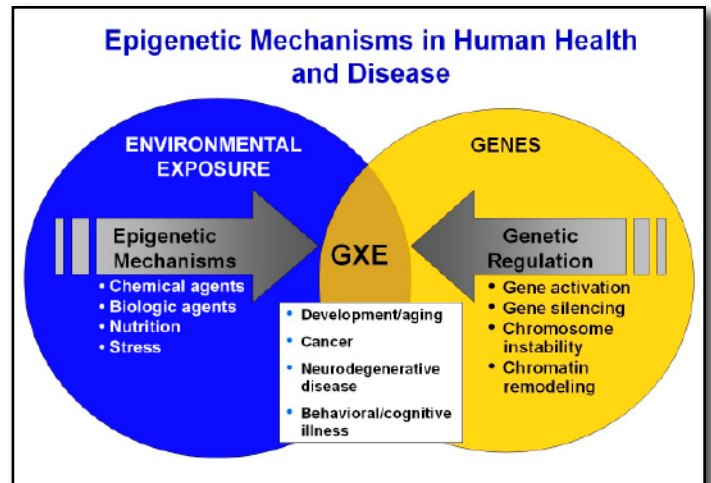 Epigenetic Mechanisms in Human Health
and Disease
ENVIRONMENTAL
EXPOSURE
Epigenetic
Mechanisms
• Chemical agents
• Biologic agents
• Nutrition
• Stress
GXE
• Development/aging
• Cancer
• Neurodegenerative
disease
• Behavioral/cognitive
illness
GENES
Genetic
Regulation
• Gene activation
• Gene silencing
• Chromosome
instability
• Chromatin
remodeling